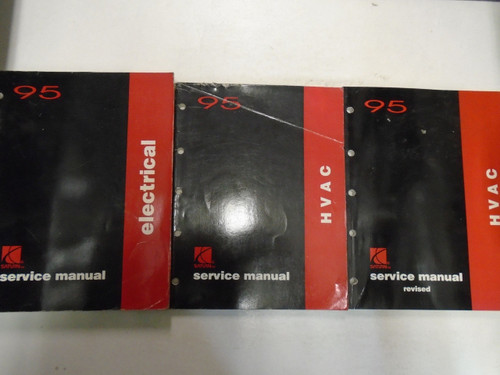 95
electrical
service manual
95
HVAC
service manual
95
HVAC
service manual
revised